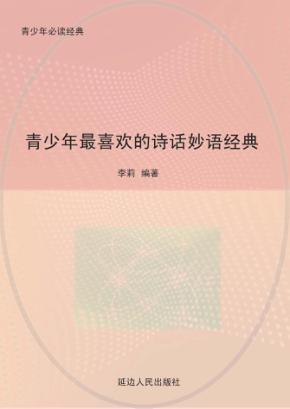 青少年必读经典
青少年最喜欢的诗话妙语经典
李莉 编著
延边人民出版社